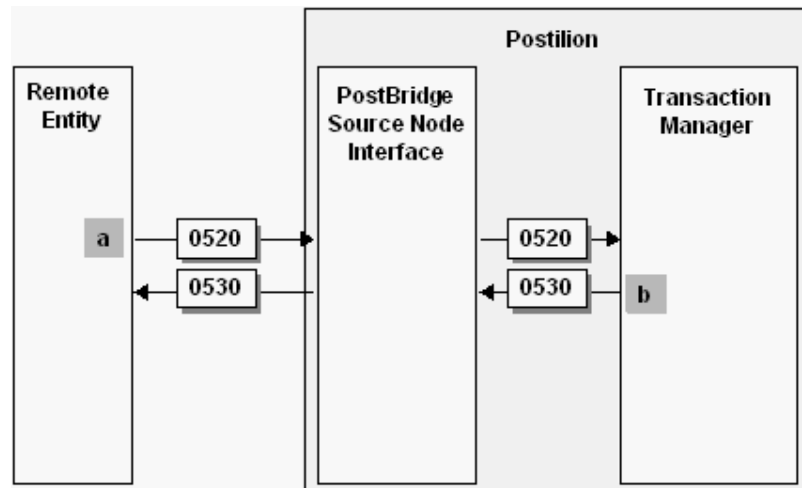 Postilion
Remote
Entity
PostBridge
Source Node
Interface
Transaction
Manager
a
0520
0520
0530
0530
b